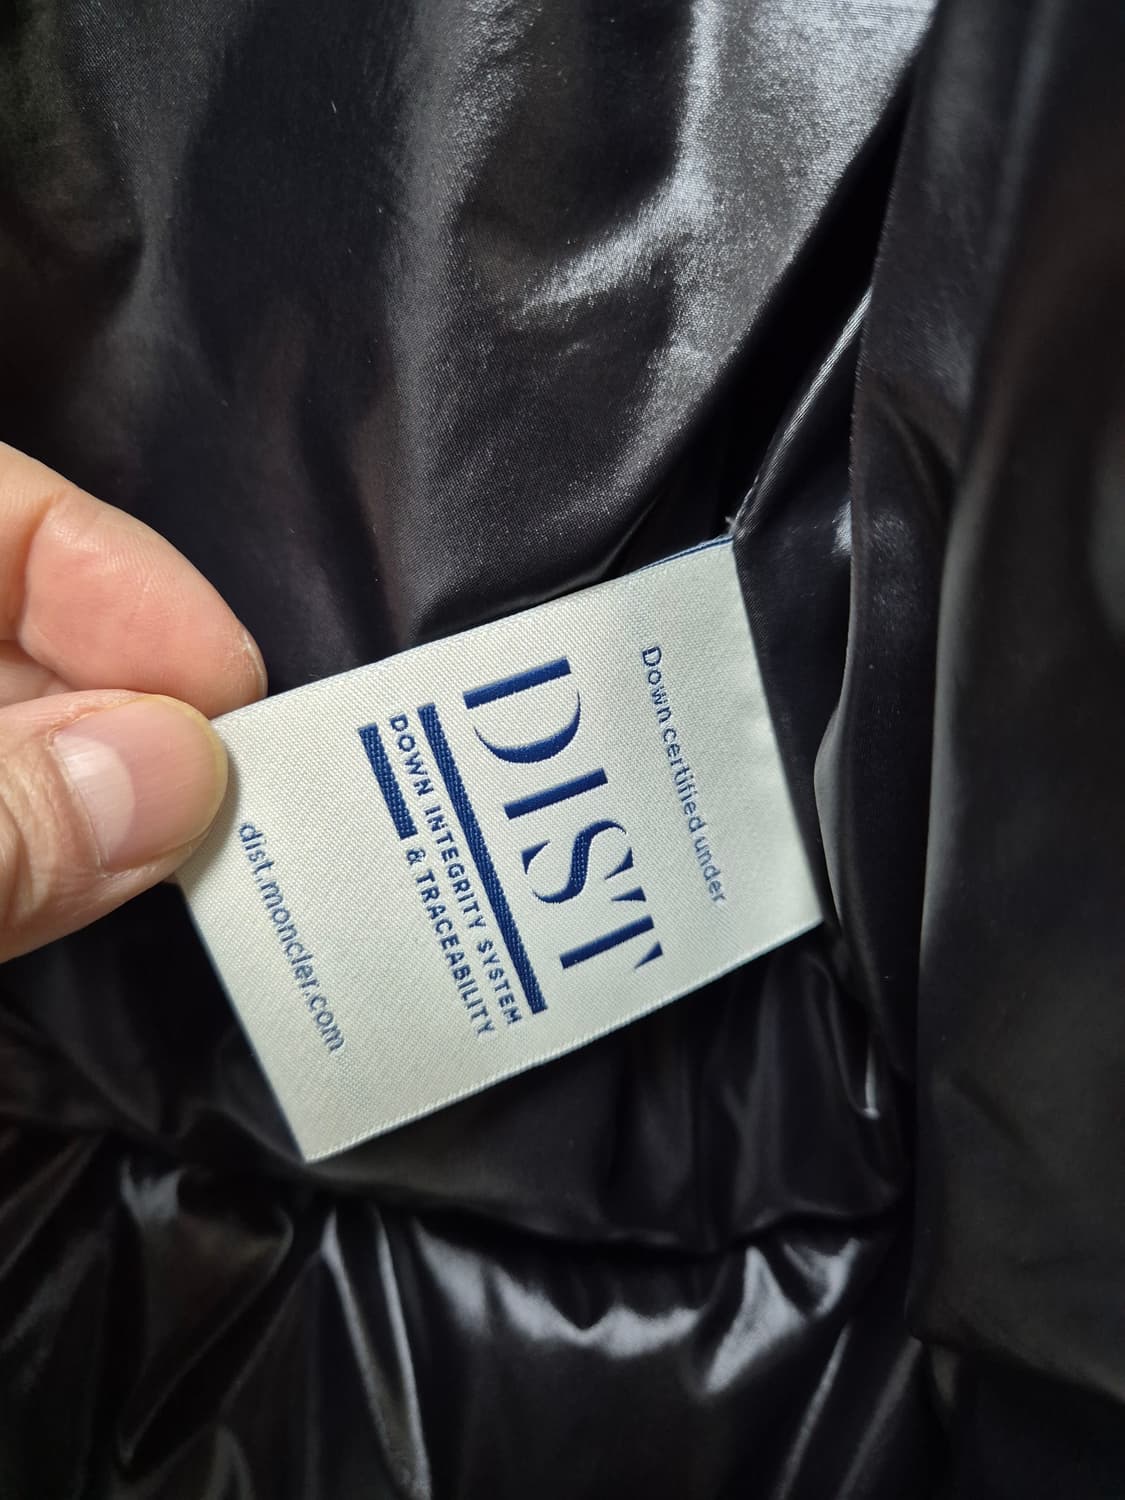 Down certified under
DIST
DOWN INTEGRITY SYSTEM
& TRACEABILITY
dist.moncler.com